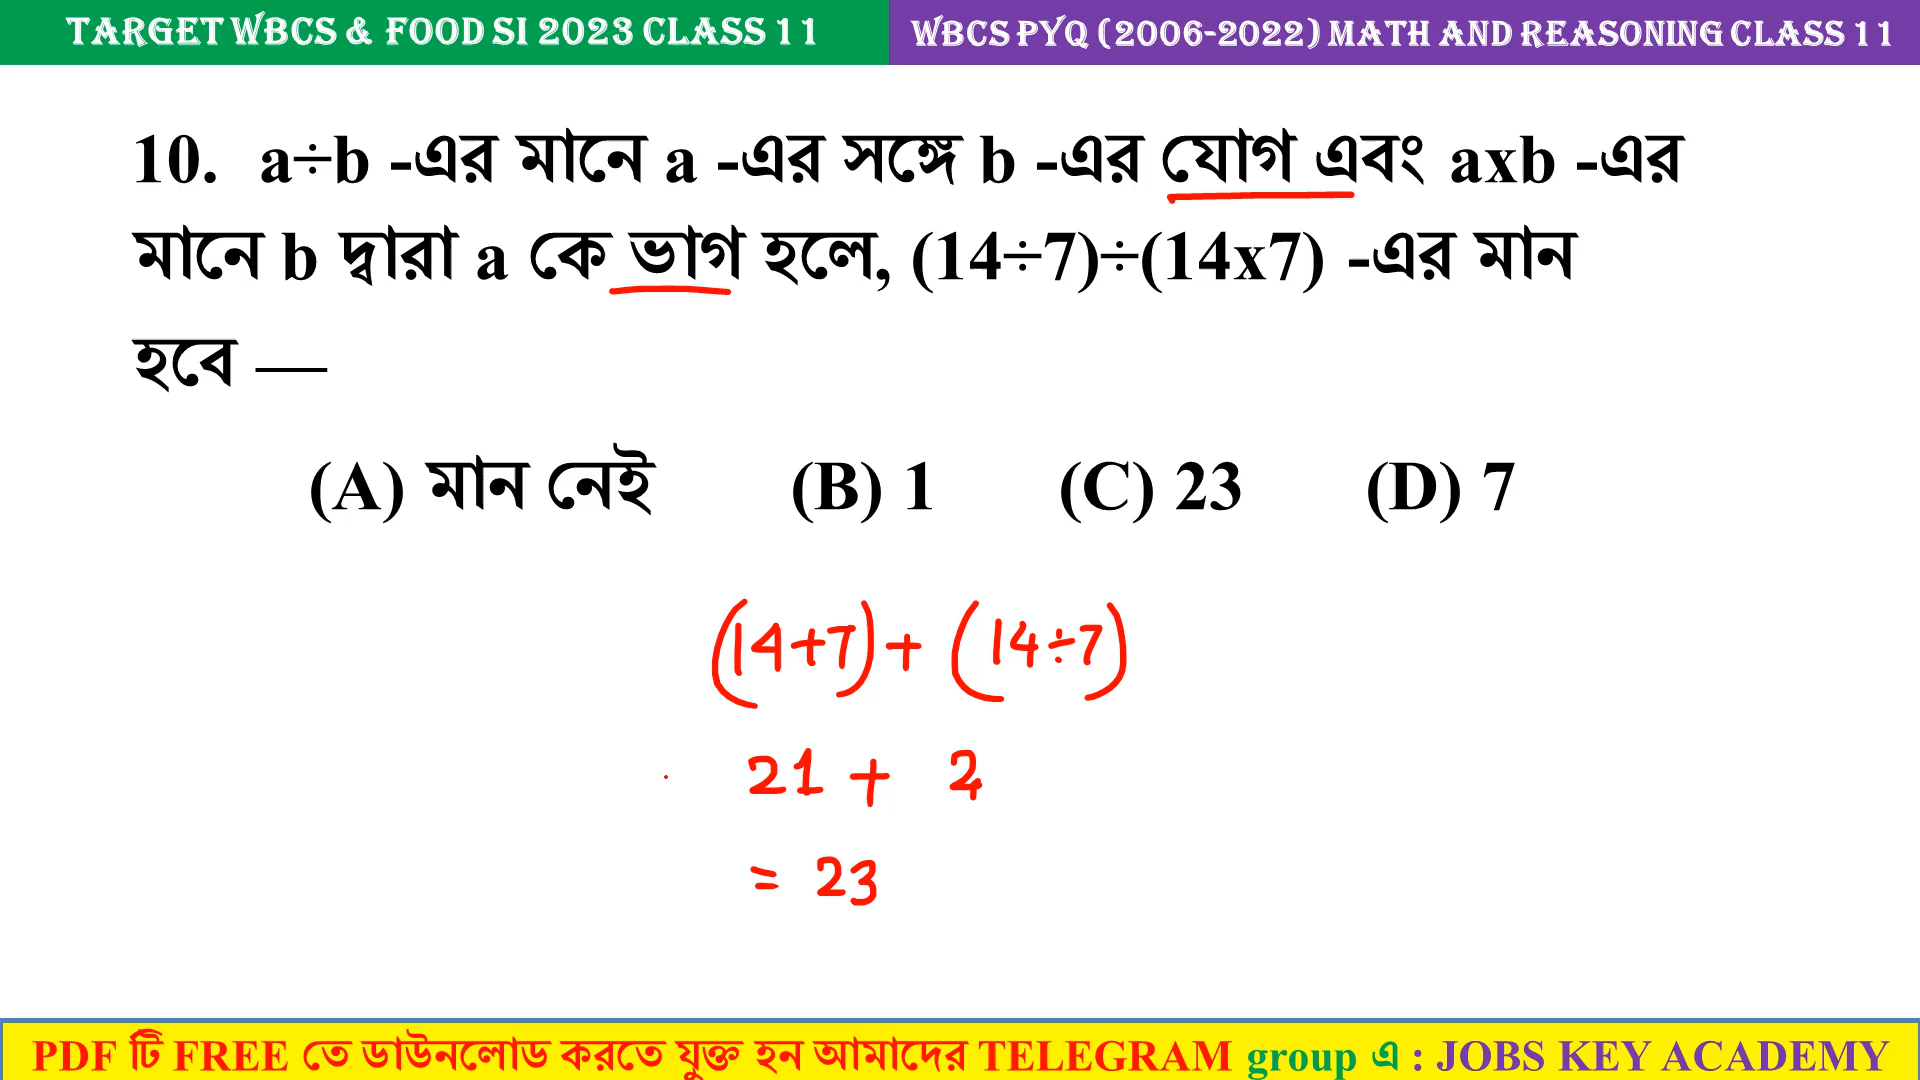 TARGET WBCS & FOOD SI 2023 CLASS 11
WBCS PYQ (2006-2022) MATH AND REASONING CLASS 11
10. a÷b -এর মানে a -এর সঙ্গে b -এর যোগ এবং axb -এর
মানে b দ্বারা a কে ভাগ হলে, (14÷7)÷(14x7) -এর মান
হবে —
(A) মান নেই (B) 1 (C) 23 (D) 7
(14+7)+(14÷7)
21 + 2
= 23
PDF টি FREE তে ডাউনলোড করতে যুক্ত হন আমাদের TELEGRAM group এ : JOBS KEY ACADEMY